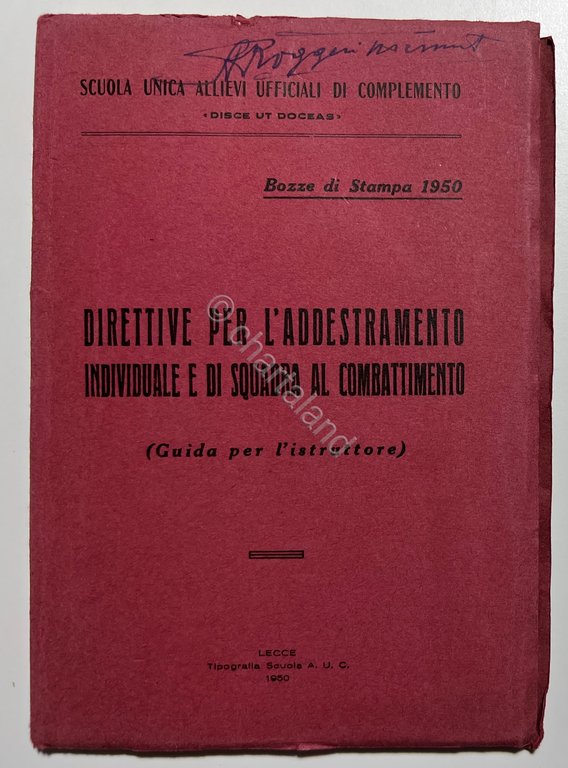 SCUOLA UNICA ALLIEVI UFFICIALI DI COMPLEMENTO
«DISCE UT DOCEAS»
Bozze di Stampa 1950
DIRETTIVE PER L'ADDESTRAMENTO
INDIVIDUALE E DI SQUADRA AL COMBATTIMENTO
(Guida per l'istruttore)
© chartaland
LECCE
Tipografia Scuola A. U. C.
1950